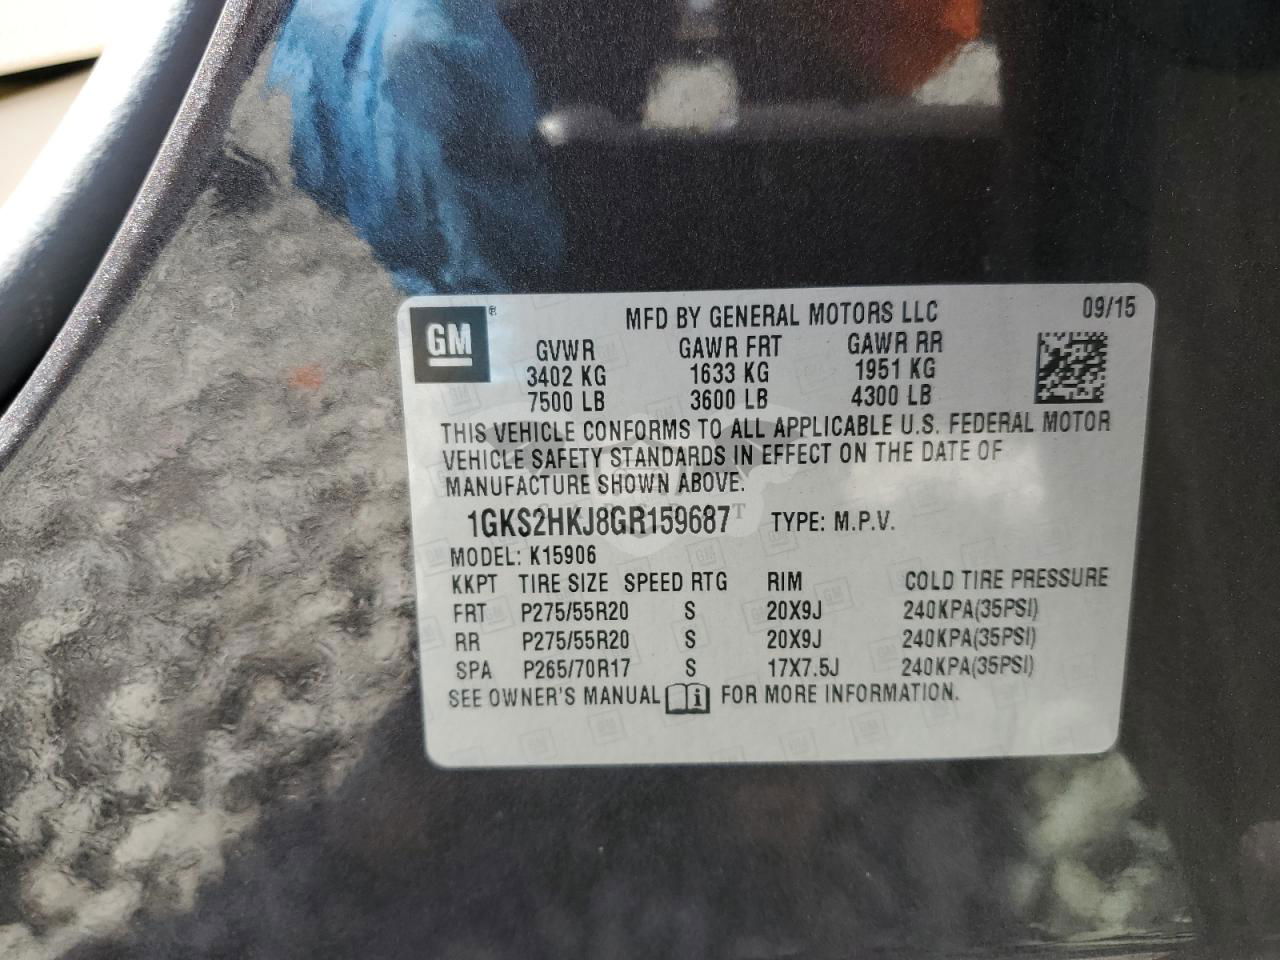 GM®
MFD BY GENERAL MOTORS LLC 09/15
GVWR GAWR FRT GAWR RR
3402 KG 1633 KG 1951 KG
7500 LB 3600 LB 4300 LB
THIS VEHICLE CONFORMS TO ALL APPLICABLE U.S. FEDERAL MOTOR
VEHICLE SAFETY STANDARDS IN EFFECT ON THE DATE OF
MANUFACTURE SHOWN ABOVE.
1GKS2HKJ8GR159687 TYPE: M.P.V.
MODEL: K15906
KKPT TIRE SIZE SPEED RTG RIM COLD TIRE PRESSURE
FRT P275/55R20 S 20X9J 240KPA(35PSI)
RR P275/55R20 S 20X9J 240KPA(35PSI)
SPA P265/70R17 S 17X7.5J 240KPA(35PSI)
SEE OWNER'S MANUAL i FOR MORE INFORMATION.